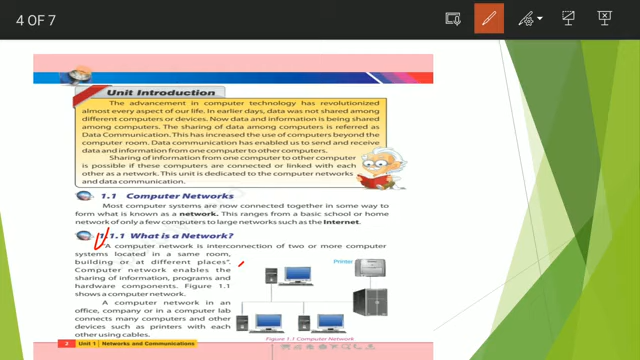 4 OF 7
Unit Introduction
The advancement in computer technology has revolutionized
almost every aspect of our life. In earlier days, data was not shared among
different computers or devices. Now data and information is being shared
among computers. The sharing of data among computers is referred as
Data Communication. This has increased the use of computers beyond the
computer room. Data communication has enabled us to send and receive
data and information from one computer to other computers.
Sharing of information from one computer to other computer
is possible if these computers are connected or linked with each
other as a network. This unit is dedicated to the computer networks
and data communication.
1.1 Computer Networks
Most computer systems are now connected together in some way to
form what is known as a network. This ranges from a basic school or home
network of only a few computers to large networks such as the Internet.
1.1.1 What is a Network?
"A computer network is interconnection of two or more computer
systems located in a same room,
building or at different places".
Computer network enables the
sharing of information, programs and
hardware components. Figure 1.1
shows a computer network.
A computer network in an
office, company or in a computer lab
connects many computers and other
devices such as printers with each
other using cables.
Printer
Figure 1.1 Computer Network
2 Unit 1 Networks and Communications